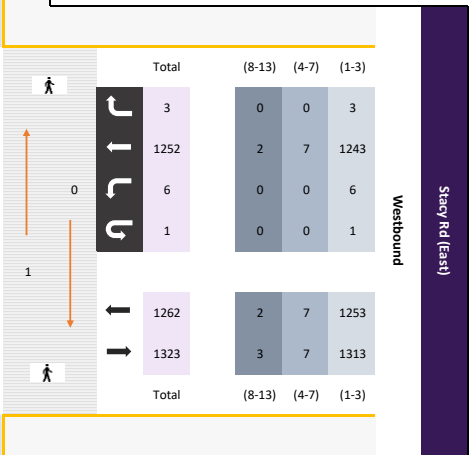 Total (8-13) (4-7) (1-3)
3 0 0 3
1252 2 7 1243
0
6 0 0 6
1 0 0 1
1
1262 2 7 1253
1323 3 7 1313
Total (8-13) (4-7) (1-3)
Westbound
Stacy Rd (East)